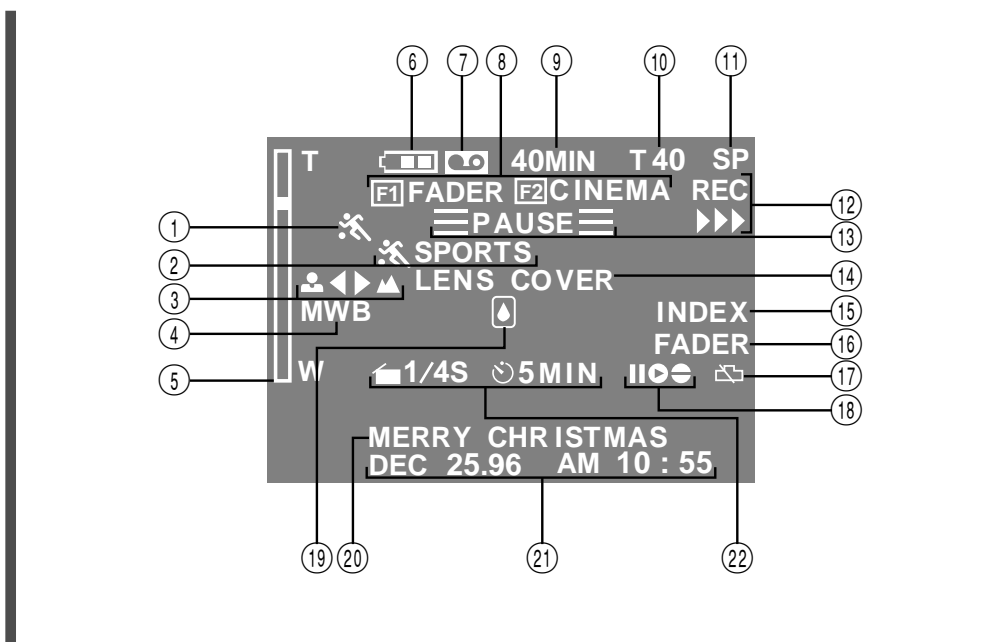 6 7 8 9 10 11
T 40MIN T 40 SP
F1 FADER F2 CINEMA REC
12
PAUSE
1
13
SPORTS
2
LENS COVER
14
3
MWB
INDEX
15
4
FADER
16
W 1/4S 5MIN
5
17
18
MERRY CHRISTMAS
DEC 25.96 AM 10 : 55
19 20 21 22